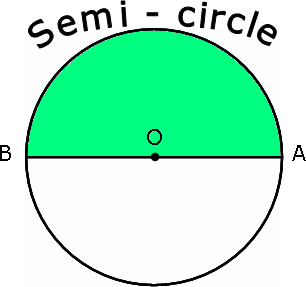 Semi - circle
O
B A